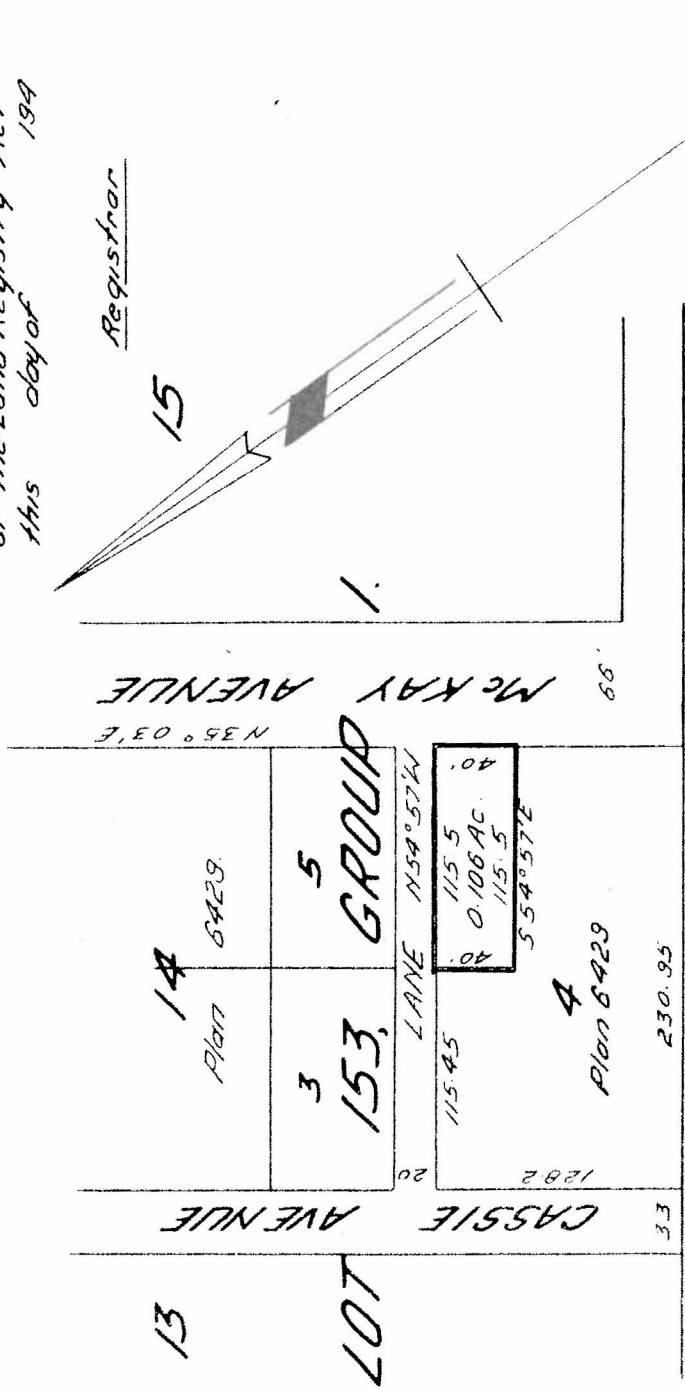 of the Land Registry Act
this day of 194
Registrar
15
13
14
Plan 6429.
3
5
LOT 153, GROUP 1.
CASSIE AVENUE
McKAY AVENUE
N35°03'E
20
LANE N54°57'W
66'
115.45
40'
115.5
0.106 Ac.
115.5
40'
S54°57'E
4
Plan 6429
128.2
33
230.95